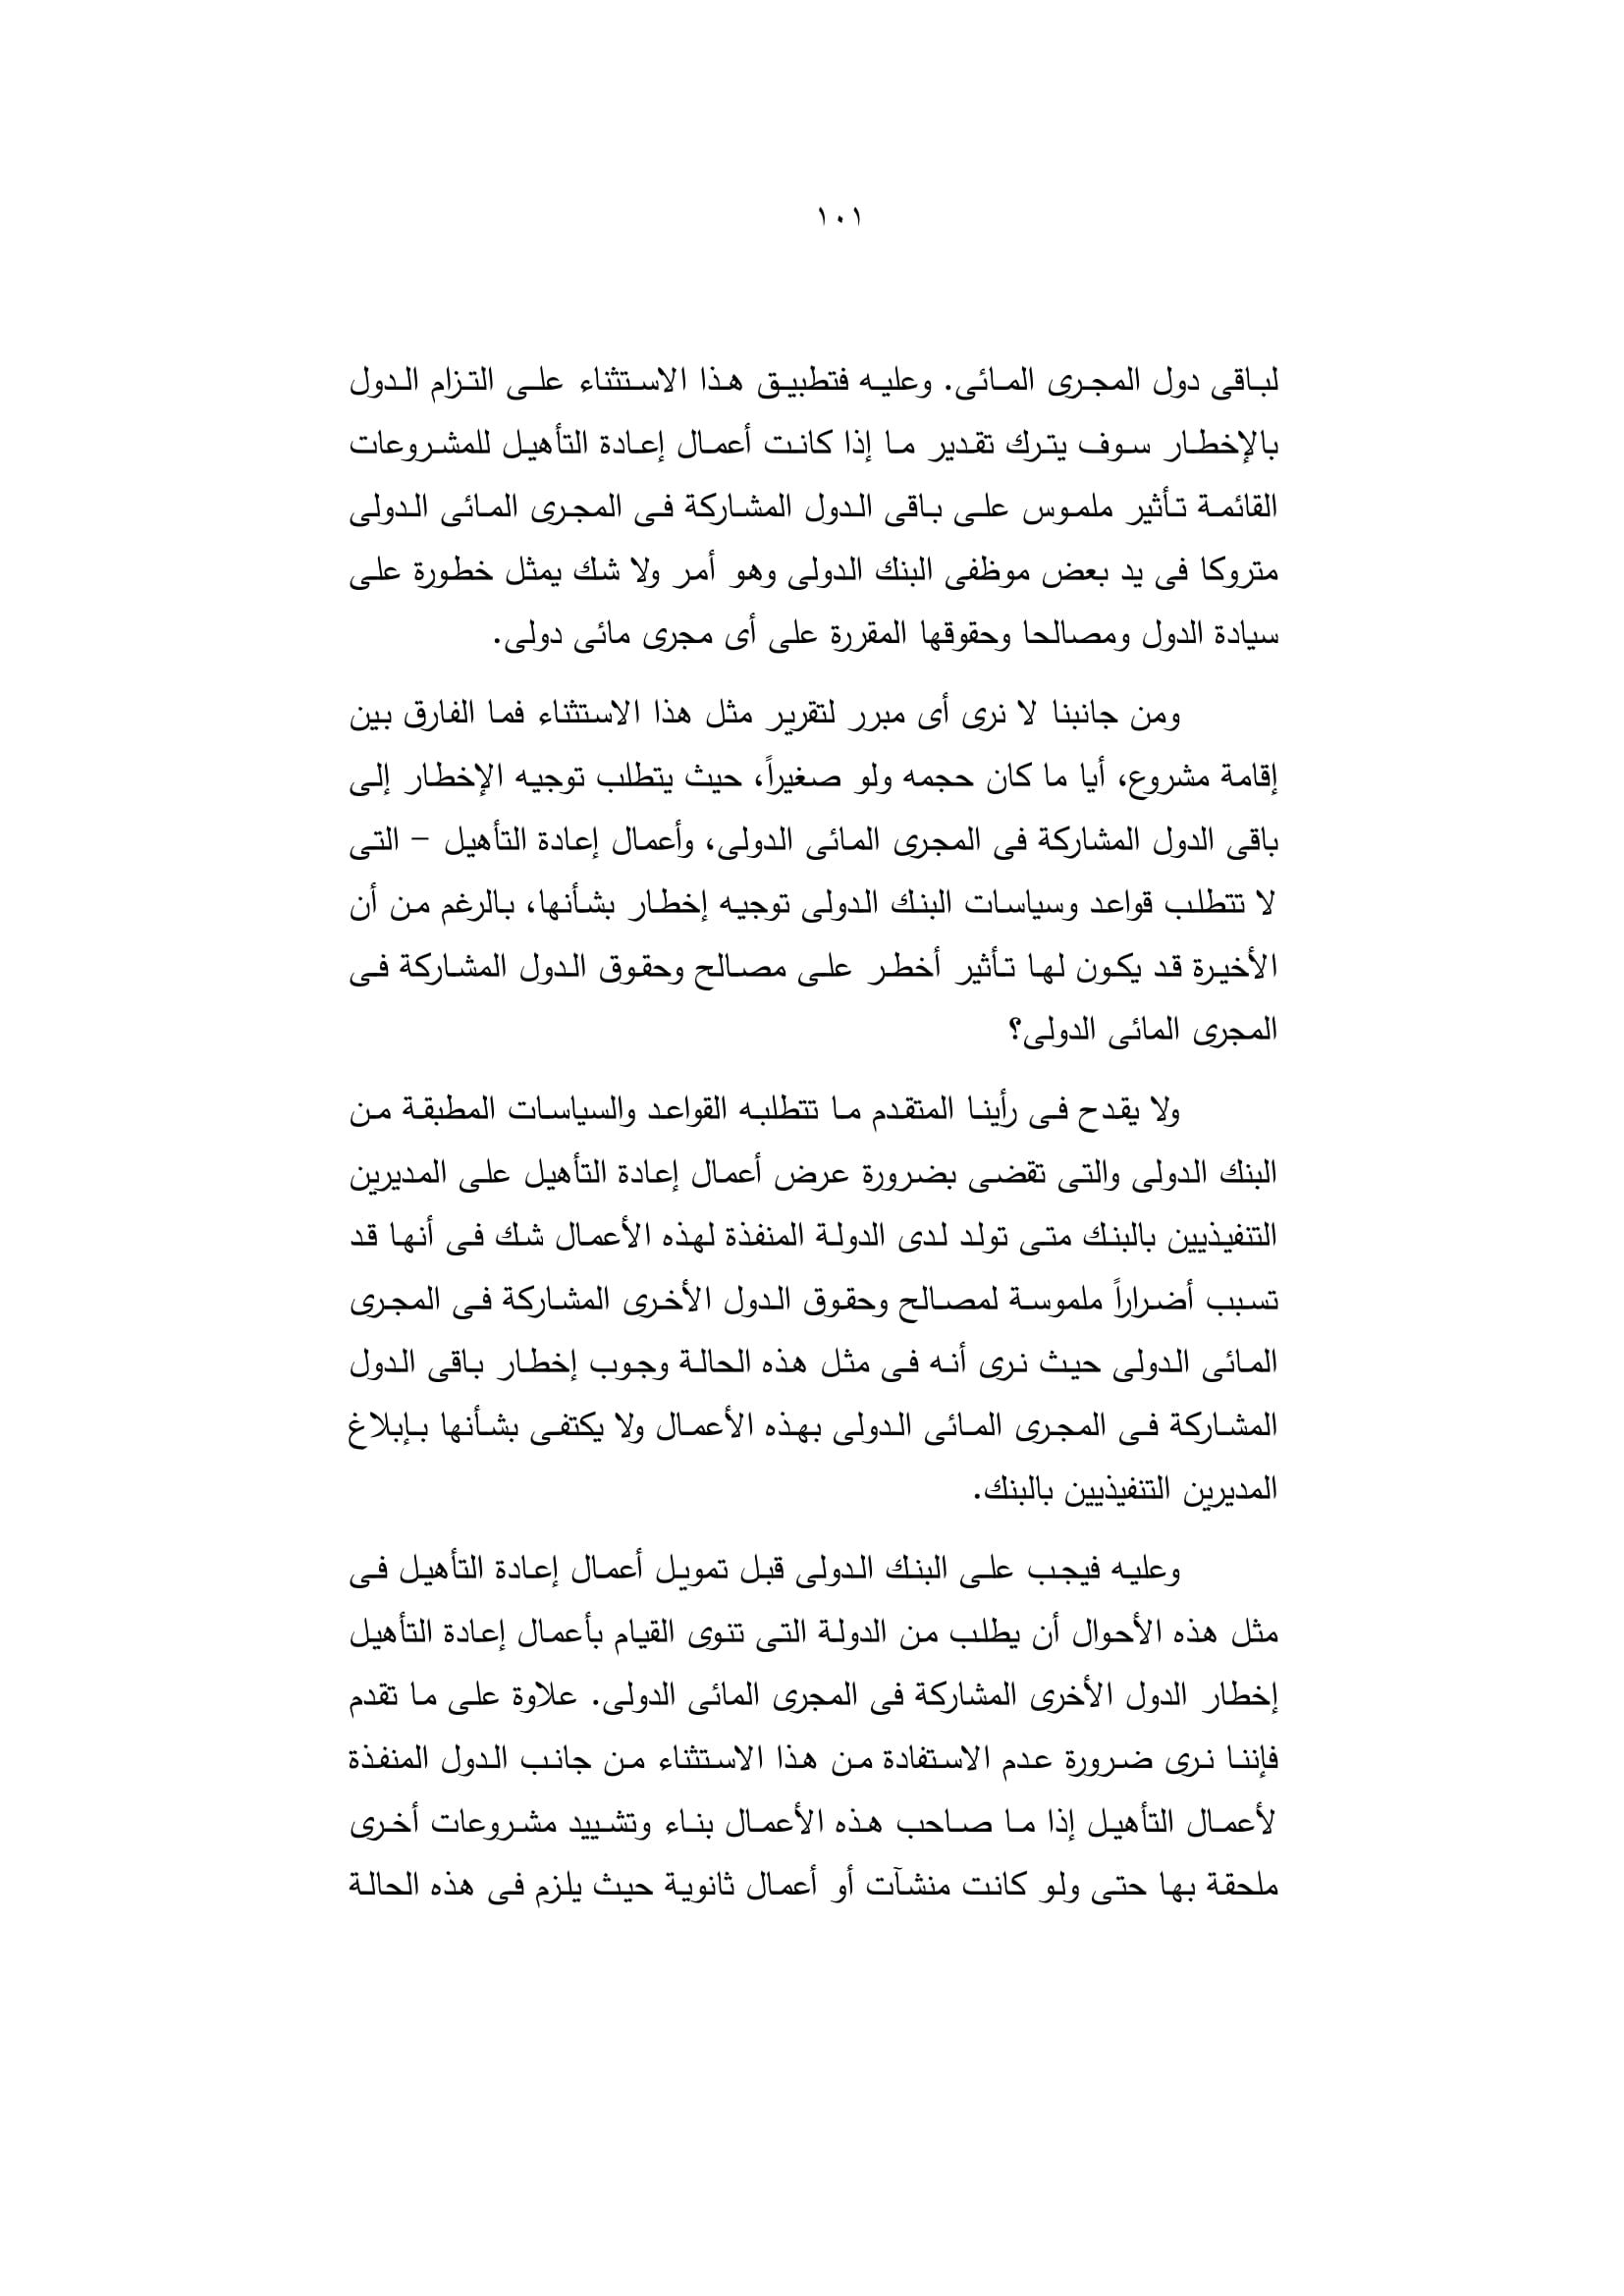 ١٠١
لباقى دول المجرى المائى. وعليه فتطبيق هذا الاستثناء على التزام الدول
بالإخطار سوف يترك تقدير ما إذا كانت أعمال إعادة التأهيل للمشروعات
القائمة تأثير ملموس على باقى الدول المشاركة فى المجرى المائى الدولى
متروكا فى يد بعض موظفى البنك الدولى وهو أمر ولا شك يمثل خطورة على
سيادة الدول ومصالحا وحقوقها المقررة على أى مجرى مائى دولى.
ومن جانبنا لا نرى أى مبرر لتقرير مثل هذا الاستثناء فما الفارق بين
إقامة مشروع، أيا ما كان حجمه ولو صغيراً، حيث يتطلب توجيه الإخطار إلى
باقى الدول المشاركة فى المجرى المائى الدولى، وأعمال إعادة التأهيل – التى
لا تتطلب قواعد وسياسات البنك الدولى توجيه إخطار بشأنها، بالرغم من أن
الأخيرة قد يكون لها تأثير أخطر على مصالح وحقوق الدول المشاركة فى
المجرى المائى الدولى؟
ولا يقدح فى رأينا المتقدم ما تتطلبه القواعد والسياسات المطبقة من
البنك الدولى والتى تقضى بضرورة عرض أعمال إعادة التأهيل على المديرين
التنفيذيين بالبنك متى تولد لدى الدولة المنفذة لهذه الأعمال شك فى أنها قد
تسبب أضراراً ملموسة لمصالح وحقوق الدول الأخرى المشاركة فى المجرى
المائى الدولى حيث نرى أنه فى مثل هذه الحالة وجوب إخطار باقى الدول
المشاركة فى المجرى المائى الدولى بهذه الأعمال ولا يكتفى بشأنها بإبلاغ
المديرين التنفيذيين بالبنك.
وعليه فيجب على البنك الدولى قبل تمويل أعمال إعادة التأهيل فى
مثل هذه الأحوال أن يطلب من الدولة التى تنوى القيام بأعمال إعادة التأهيل
إخطار الدول الأخرى المشاركة فى المجرى المائى الدولى. علاوة على ما تقدم
فإننا نرى ضرورة عدم الاستفادة من هذا الاستثناء من جانب الدول المنفذة
لأعمال التأهيل إذا ما صاحب هذه الأعمال بناء وتشييد مشروعات أخرى
ملحقة بها حتى ولو كانت منشآت أو أعمال ثانوية حيث يلزم فى هذه الحالة